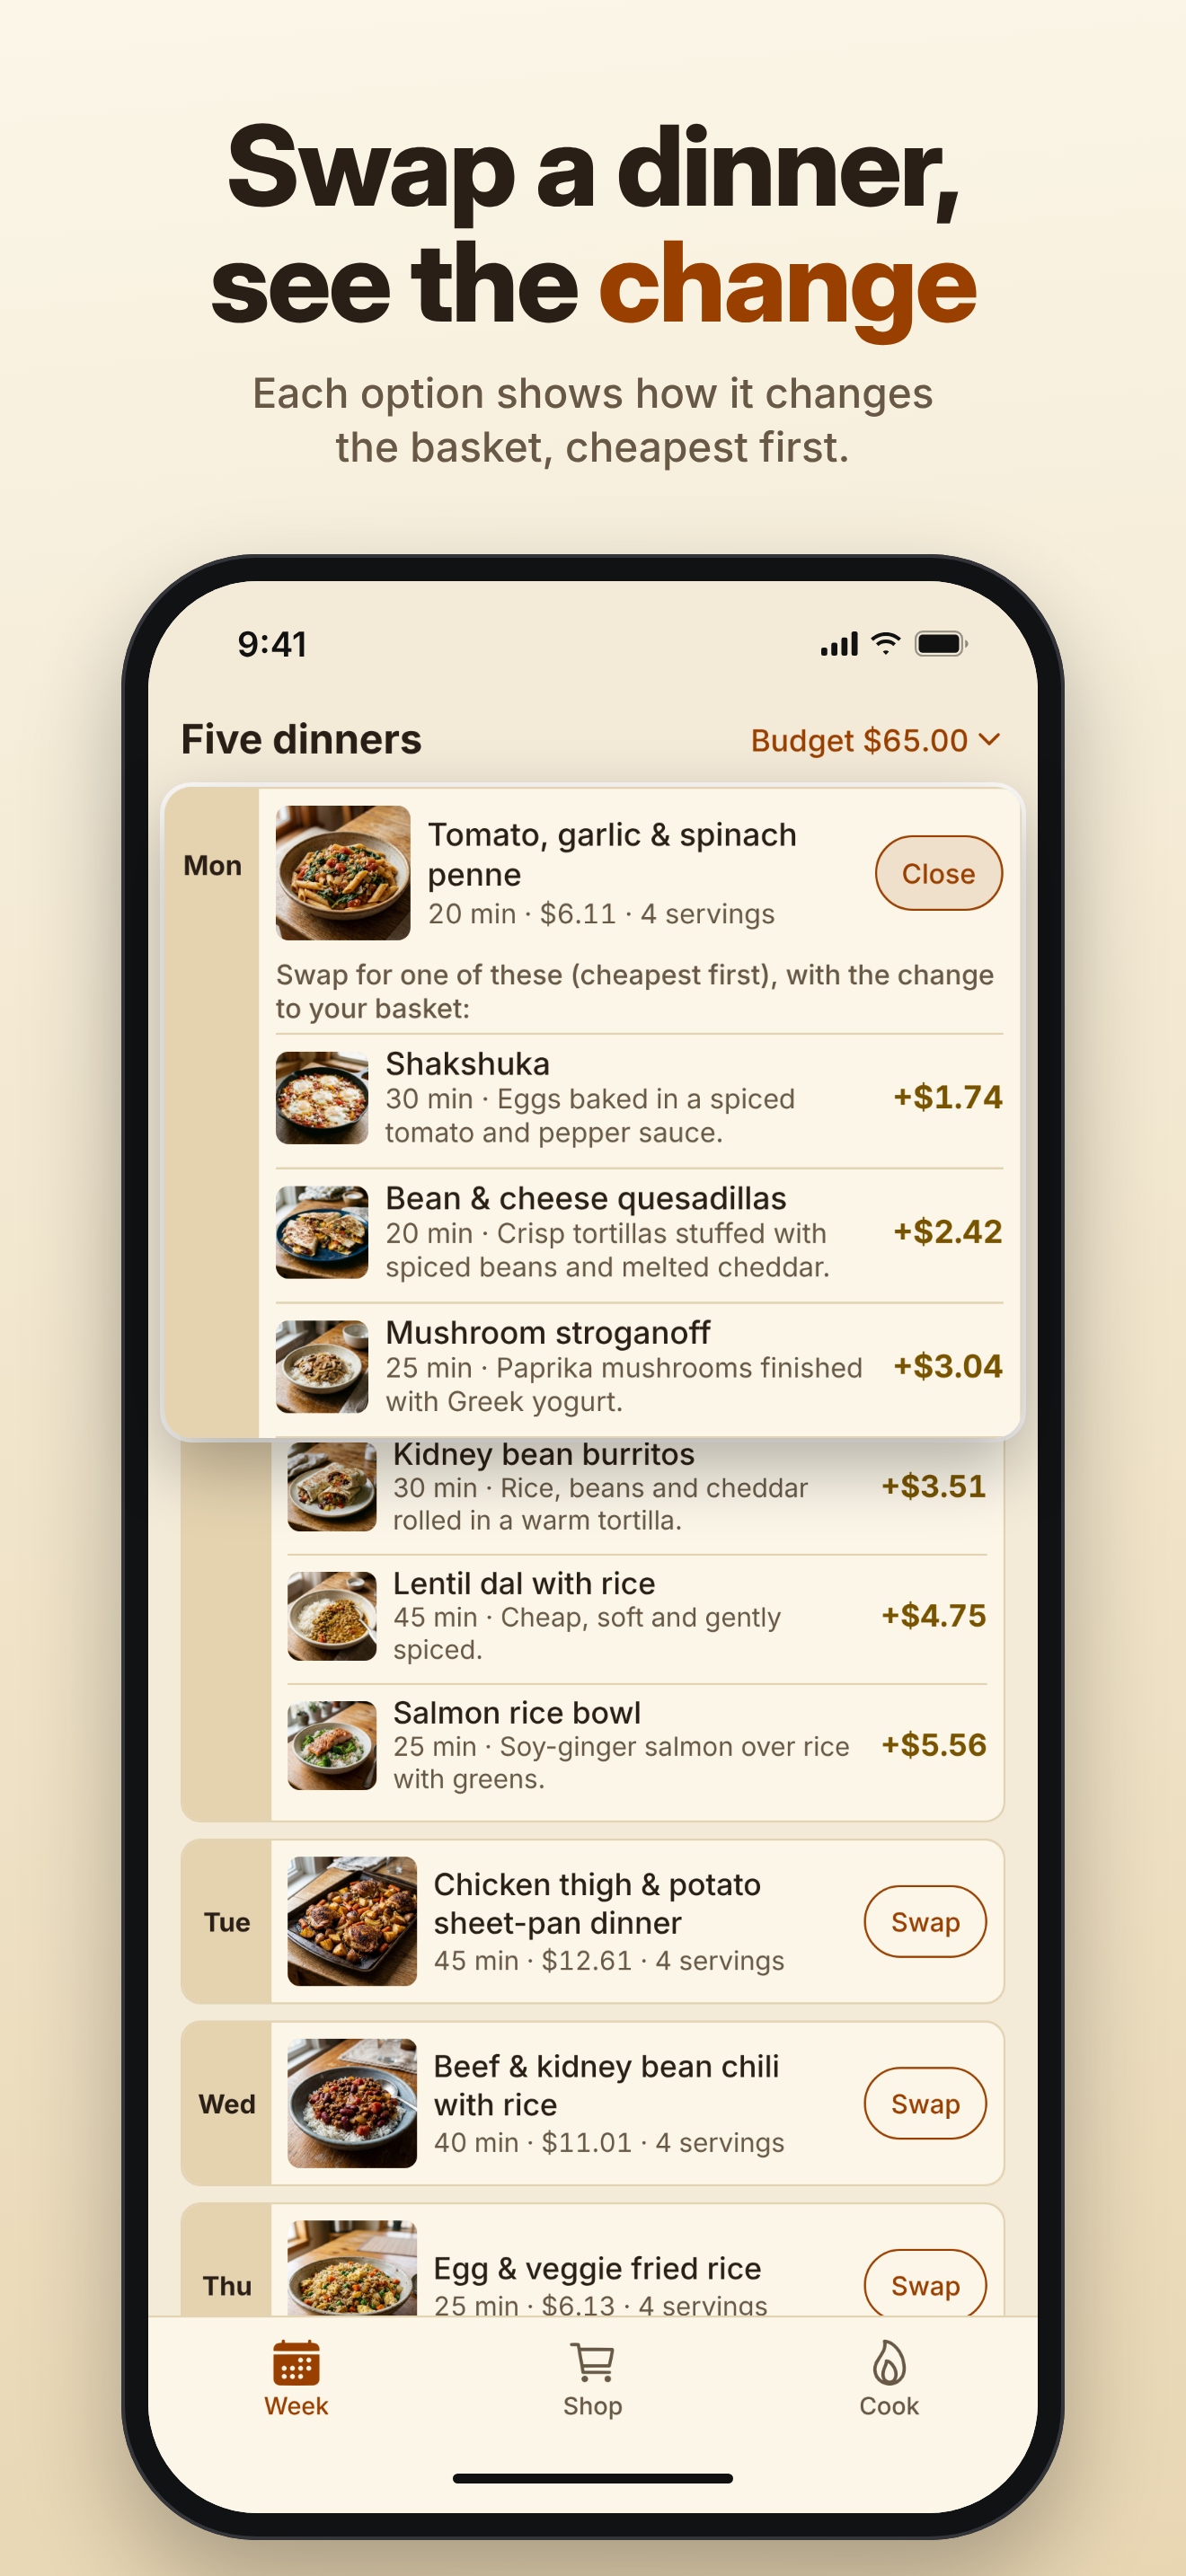 Swap a dinner,
see the change
Each option shows how it changes
the basket, cheapest first.
9:41
Five dinners
Budget $65.00
Mon
Tomato, garlic & spinach
penne
20 min · $6.11 · 4 servings
Close
Swap for one of these (cheapest first), with the change
to your basket:
Shakshuka
30 min · Eggs baked in a spiced
tomato and pepper sauce.
+$1.74
Bean & cheese quesadillas
20 min · Crisp tortillas stuffed with
spiced beans and melted cheddar.
+$2.42
Mushroom stroganoff
25 min · Paprika mushrooms finished
with Greek yogurt.
+$3.04
Kidney bean burritos
30 min · Rice, beans and cheddar
rolled in a warm tortilla.
+$3.51
Lentil dal with rice
45 min · Cheap, soft and gently
spiced.
+$4.75
Salmon rice bowl
25 min · Soy-ginger salmon over rice
with greens.
+$5.56
Tue
Chicken thigh & potato
sheet-pan dinner
45 min · $12.61 · 4 servings
Swap
Wed
Beef & kidney bean chili
with rice
40 min · $11.01 · 4 servings
Swap
Thu
Egg & veggie fried rice
25 min · $6.13 · 4 servings
Swap
Week
Shop
Cook